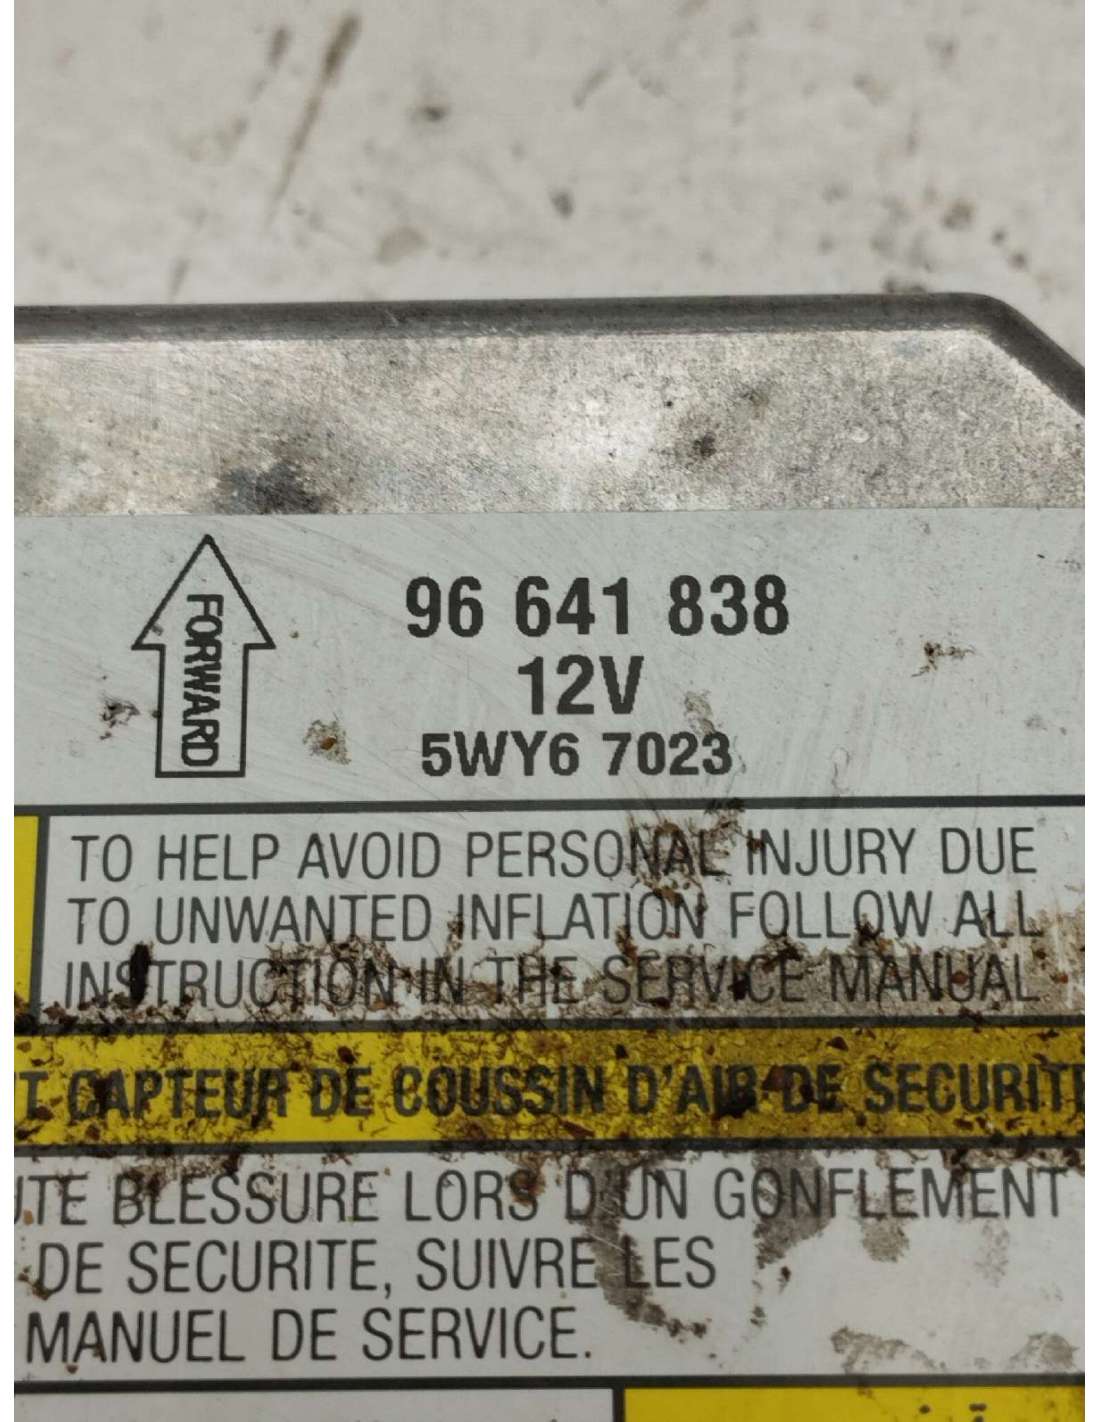 FORWARD
96 641 838
12V
5WY6 7023
TO HELP AVOID PERSONAL INJURY DUE
TO UNWANTED INFLATION FOLLOW ALL
INSTRUCTION IN THE SERVICE MANUAL
T CAPTEUR DE COUSSIN D'AIR DE SECURITE
UTE BLESSURE LORS D'UN GONFLEMENT
DE SECURITE, SUIVRE LES
MANUEL DE SERVICE.